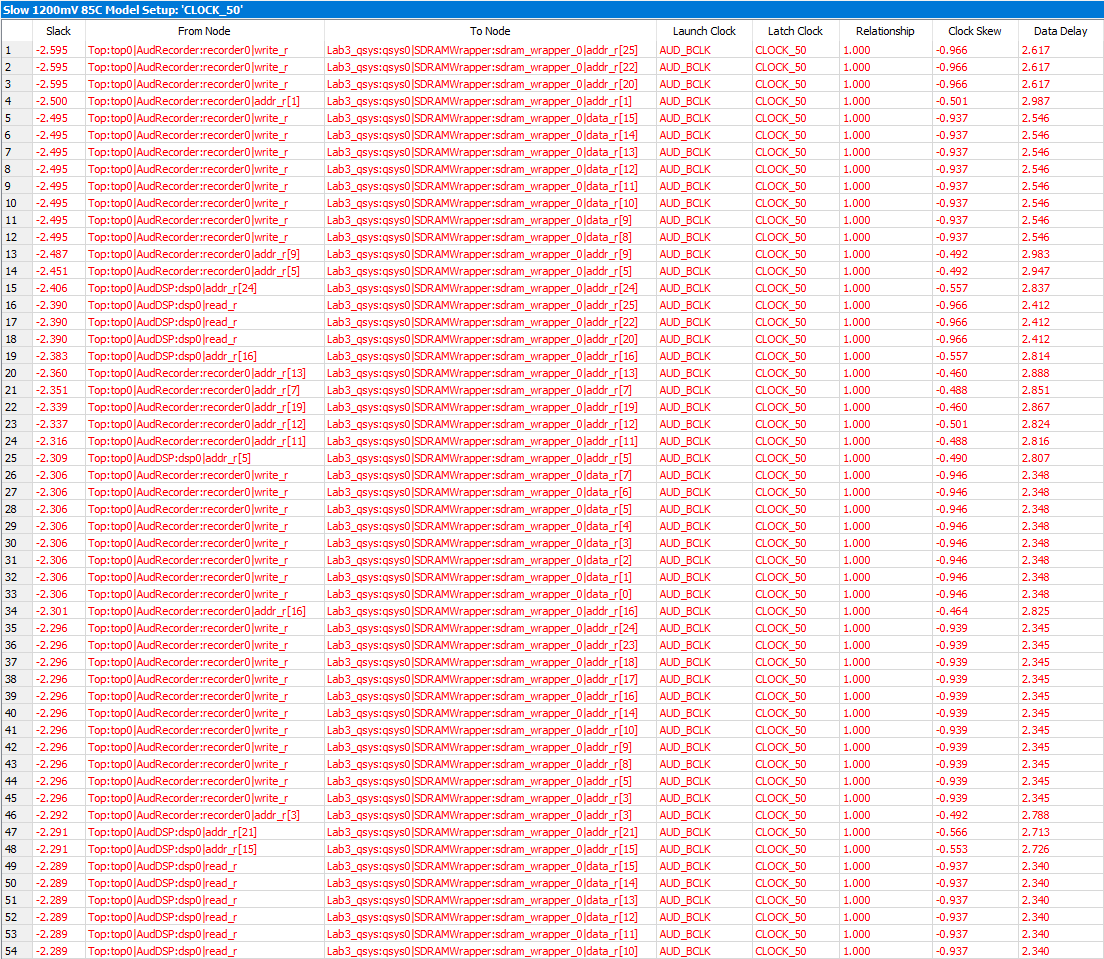 Slow 1200mV 85C Model Setup: 'CLOCK_50'
Slack From Node To Node Launch Clock Latch Clock Relationship Clock Skew Data Delay
1 -2.595 Top:top0|AudRecorder:recorder0|write_r Lab3_qsys:qsys0|SDRAMWrapper:sdram_wrapper_0|addr_r[25] AUD_BCLK CLOCK_50 1.000 -0.966 2.617
2 -2.595 Top:top0|AudRecorder:recorder0|write_r Lab3_qsys:qsys0|SDRAMWrapper:sdram_wrapper_0|addr_r[22] AUD_BCLK CLOCK_50 1.000 -0.966 2.617
3 -2.595 Top:top0|AudRecorder:recorder0|write_r Lab3_qsys:qsys0|SDRAMWrapper:sdram_wrapper_0|addr_r[20] AUD_BCLK CLOCK_50 1.000 -0.966 2.617
4 -2.500 Top:top0|AudRecorder:recorder0|addr_r[1] Lab3_qsys:qsys0|SDRAMWrapper:sdram_wrapper_0|addr_r[1] AUD_BCLK CLOCK_50 1.000 -0.501 2.987
5 -2.495 Top:top0|AudRecorder:recorder0|write_r Lab3_qsys:qsys0|SDRAMWrapper:sdram_wrapper_0|data_r[15] AUD_BCLK CLOCK_50 1.000 -0.937 2.546
6 -2.495 Top:top0|AudRecorder:recorder0|write_r Lab3_qsys:qsys0|SDRAMWrapper:sdram_wrapper_0|data_r[14] AUD_BCLK CLOCK_50 1.000 -0.937 2.546
7 -2.495 Top:top0|AudRecorder:recorder0|write_r Lab3_qsys:qsys0|SDRAMWrapper:sdram_wrapper_0|data_r[13] AUD_BCLK CLOCK_50 1.000 -0.937 2.546
8 -2.495 Top:top0|AudRecorder:recorder0|write_r Lab3_qsys:qsys0|SDRAMWrapper:sdram_wrapper_0|data_r[12] AUD_BCLK CLOCK_50 1.000 -0.937 2.546
9 -2.495 Top:top0|AudRecorder:recorder0|write_r Lab3_qsys:qsys0|SDRAMWrapper:sdram_wrapper_0|data_r[11] AUD_BCLK CLOCK_50 1.000 -0.937 2.546
10 -2.495 Top:top0|AudRecorder:recorder0|write_r Lab3_qsys:qsys0|SDRAMWrapper:sdram_wrapper_0|data_r[10] AUD_BCLK CLOCK_50 1.000 -0.937 2.546
11 -2.495 Top:top0|AudRecorder:recorder0|write_r Lab3_qsys:qsys0|SDRAMWrapper:sdram_wrapper_0|data_r[9] AUD_BCLK CLOCK_50 1.000 -0.937 2.546
12 -2.495 Top:top0|AudRecorder:recorder0|write_r Lab3_qsys:qsys0|SDRAMWrapper:sdram_wrapper_0|data_r[8] AUD_BCLK CLOCK_50 1.000 -0.937 2.546
13 -2.487 Top:top0|AudRecorder:recorder0|addr_r[9] Lab3_qsys:qsys0|SDRAMWrapper:sdram_wrapper_0|addr_r[9] AUD_BCLK CLOCK_50 1.000 -0.492 2.983
14 -2.451 Top:top0|AudRecorder:recorder0|addr_r[5] Lab3_qsys:qsys0|SDRAMWrapper:sdram_wrapper_0|addr_r[5] AUD_BCLK CLOCK_50 1.000 -0.492 2.947
15 -2.406 Top:top0|AudDSP:dsp0|addr_r[24] Lab3_qsys:qsys0|SDRAMWrapper:sdram_wrapper_0|addr_r[24] AUD_BCLK CLOCK_50 1.000 -0.557 2.837
16 -2.390 Top:top0|AudDSP:dsp0|read_r Lab3_qsys:qsys0|SDRAMWrapper:sdram_wrapper_0|addr_r[25] AUD_BCLK CLOCK_50 1.000 -0.966 2.412
17 -2.390 Top:top0|AudDSP:dsp0|read_r Lab3_qsys:qsys0|SDRAMWrapper:sdram_wrapper_0|addr_r[22] AUD_BCLK CLOCK_50 1.000 -0.966 2.412
18 -2.390 Top:top0|AudDSP:dsp0|read_r Lab3_qsys:qsys0|SDRAMWrapper:sdram_wrapper_0|addr_r[20] AUD_BCLK CLOCK_50 1.000 -0.966 2.412
19 -2.383 Top:top0|AudDSP:dsp0|addr_r[16] Lab3_qsys:qsys0|SDRAMWrapper:sdram_wrapper_0|addr_r[16] AUD_BCLK CLOCK_50 1.000 -0.557 2.814
20 -2.360 Top:top0|AudRecorder:recorder0|addr_r[13] Lab3_qsys:qsys0|SDRAMWrapper:sdram_wrapper_0|addr_r[13] AUD_BCLK CLOCK_50 1.000 -0.460 2.888
21 -2.351 Top:top0|AudRecorder:recorder0|addr_r[7] Lab3_qsys:qsys0|SDRAMWrapper:sdram_wrapper_0|addr_r[7] AUD_BCLK CLOCK_50 1.000 -0.488 2.851
22 -2.339 Top:top0|AudRecorder:recorder0|addr_r[19] Lab3_qsys:qsys0|SDRAMWrapper:sdram_wrapper_0|addr_r[19] AUD_BCLK CLOCK_50 1.000 -0.460 2.867
23 -2.337 Top:top0|AudRecorder:recorder0|addr_r[12] Lab3_qsys:qsys0|SDRAMWrapper:sdram_wrapper_0|addr_r[12] AUD_BCLK CLOCK_50 1.000 -0.501 2.824
24 -2.316 Top:top0|AudRecorder:recorder0|addr_r[11] Lab3_qsys:qsys0|SDRAMWrapper:sdram_wrapper_0|addr_r[11] AUD_BCLK CLOCK_50 1.000 -0.488 2.816
25 -2.309 Top:top0|AudDSP:dsp0|addr_r[5] Lab3_qsys:qsys0|SDRAMWrapper:sdram_wrapper_0|addr_r[5] AUD_BCLK CLOCK_50 1.000 -0.490 2.807
26 -2.306 Top:top0|AudRecorder:recorder0|write_r Lab3_qsys:qsys0|SDRAMWrapper:sdram_wrapper_0|data_r[7] AUD_BCLK CLOCK_50 1.000 -0.946 2.348
27 -2.306 Top:top0|AudRecorder:recorder0|write_r Lab3_qsys:qsys0|SDRAMWrapper:sdram_wrapper_0|data_r[6] AUD_BCLK CLOCK_50 1.000 -0.946 2.348
28 -2.306 Top:top0|AudRecorder:recorder0|write_r Lab3_qsys:qsys0|SDRAMWrapper:sdram_wrapper_0|data_r[5] AUD_BCLK CLOCK_50 1.000 -0.946 2.348
29 -2.306 Top:top0|AudRecorder:recorder0|write_r Lab3_qsys:qsys0|SDRAMWrapper:sdram_wrapper_0|data_r[4] AUD_BCLK CLOCK_50 1.000 -0.946 2.348
30 -2.306 Top:top0|AudRecorder:recorder0|write_r Lab3_qsys:qsys0|SDRAMWrapper:sdram_wrapper_0|data_r[3] AUD_BCLK CLOCK_50 1.000 -0.946 2.348
31 -2.306 Top:top0|AudRecorder:recorder0|write_r Lab3_qsys:qsys0|SDRAMWrapper:sdram_wrapper_0|data_r[2] AUD_BCLK CLOCK_50 1.000 -0.946 2.348
32 -2.306 Top:top0|AudRecorder:recorder0|write_r Lab3_qsys:qsys0|SDRAMWrapper:sdram_wrapper_0|data_r[1] AUD_BCLK CLOCK_50 1.000 -0.946 2.348
33 -2.306 Top:top0|AudRecorder:recorder0|write_r Lab3_qsys:qsys0|SDRAMWrapper:sdram_wrapper_0|data_r[0] AUD_BCLK CLOCK_50 1.000 -0.946 2.348
34 -2.301 Top:top0|AudRecorder:recorder0|addr_r[16] Lab3_qsys:qsys0|SDRAMWrapper:sdram_wrapper_0|addr_r[16] AUD_BCLK CLOCK_50 1.000 -0.464 2.825
35 -2.296 Top:top0|AudRecorder:recorder0|write_r Lab3_qsys:qsys0|SDRAMWrapper:sdram_wrapper_0|addr_r[24] AUD_BCLK CLOCK_50 1.000 -0.939 2.345
36 -2.296 Top:top0|AudRecorder:recorder0|write_r Lab3_qsys:qsys0|SDRAMWrapper:sdram_wrapper_0|addr_r[23] AUD_BCLK CLOCK_50 1.000 -0.939 2.345
37 -2.296 Top:top0|AudRecorder:recorder0|write_r Lab3_qsys:qsys0|SDRAMWrapper:sdram_wrapper_0|addr_r[18] AUD_BCLK CLOCK_50 1.000 -0.939 2.345
38 -2.296 Top:top0|AudRecorder:recorder0|write_r Lab3_qsys:qsys0|SDRAMWrapper:sdram_wrapper_0|addr_r[17] AUD_BCLK CLOCK_50 1.000 -0.939 2.345
39 -2.296 Top:top0|AudRecorder:recorder0|write_r Lab3_qsys:qsys0|SDRAMWrapper:sdram_wrapper_0|addr_r[16] AUD_BCLK CLOCK_50 1.000 -0.939 2.345
40 -2.296 Top:top0|AudRecorder:recorder0|write_r Lab3_qsys:qsys0|SDRAMWrapper:sdram_wrapper_0|addr_r[14] AUD_BCLK CLOCK_50 1.000 -0.939 2.345
41 -2.296 Top:top0|AudRecorder:recorder0|write_r Lab3_qsys:qsys0|SDRAMWrapper:sdram_wrapper_0|addr_r[10] AUD_BCLK CLOCK_50 1.000 -0.939 2.345
42 -2.296 Top:top0|AudRecorder:recorder0|write_r Lab3_qsys:qsys0|SDRAMWrapper:sdram_wrapper_0|addr_r[9] AUD_BCLK CLOCK_50 1.000 -0.939 2.345
43 -2.296 Top:top0|AudRecorder:recorder0|write_r Lab3_qsys:qsys0|SDRAMWrapper:sdram_wrapper_0|addr_r[8] AUD_BCLK CLOCK_50 1.000 -0.939 2.345
44 -2.296 Top:top0|AudRecorder:recorder0|write_r Lab3_qsys:qsys0|SDRAMWrapper:sdram_wrapper_0|addr_r[5] AUD_BCLK CLOCK_50 1.000 -0.939 2.345
45 -2.296 Top:top0|AudRecorder:recorder0|write_r Lab3_qsys:qsys0|SDRAMWrapper:sdram_wrapper_0|addr_r[3] AUD_BCLK CLOCK_50 1.000 -0.939 2.345
46 -2.292 Top:top0|AudRecorder:recorder0|addr_r[3] Lab3_qsys:qsys0|SDRAMWrapper:sdram_wrapper_0|addr_r[3] AUD_BCLK CLOCK_50 1.000 -0.492 2.788
47 -2.291 Top:top0|AudDSP:dsp0|addr_r[21] Lab3_qsys:qsys0|SDRAMWrapper:sdram_wrapper_0|addr_r[21] AUD_BCLK CLOCK_50 1.000 -0.566 2.713
48 -2.291 Top:top0|AudDSP:dsp0|addr_r[15] Lab3_qsys:qsys0|SDRAMWrapper:sdram_wrapper_0|addr_r[15] AUD_BCLK CLOCK_50 1.000 -0.553 2.726
49 -2.289 Top:top0|AudDSP:dsp0|read_r Lab3_qsys:qsys0|SDRAMWrapper:sdram_wrapper_0|data_r[15] AUD_BCLK CLOCK_50 1.000 -0.937 2.340
50 -2.289 Top:top0|AudDSP:dsp0|read_r Lab3_qsys:qsys0|SDRAMWrapper:sdram_wrapper_0|data_r[14] AUD_BCLK CLOCK_50 1.000 -0.937 2.340
51 -2.289 Top:top0|AudDSP:dsp0|read_r Lab3_qsys:qsys0|SDRAMWrapper:sdram_wrapper_0|data_r[13] AUD_BCLK CLOCK_50 1.000 -0.937 2.340
52 -2.289 Top:top0|AudDSP:dsp0|read_r Lab3_qsys:qsys0|SDRAMWrapper:sdram_wrapper_0|data_r[12] AUD_BCLK CLOCK_50 1.000 -0.937 2.340
53 -2.289 Top:top0|AudDSP:dsp0|read_r Lab3_qsys:qsys0|SDRAMWrapper:sdram_wrapper_0|data_r[11] AUD_BCLK CLOCK_50 1.000 -0.937 2.340
54 -2.289 Top:top0|AudDSP:dsp0|read_r Lab3_qsys:qsys0|SDRAMWrapper:sdram_wrapper_0|data_r[10] AUD_BCLK CLOCK_50 1.000 -0.937 2.340